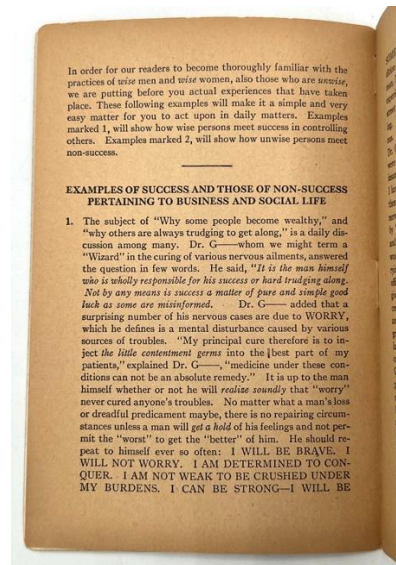 In order for our readers to become thoroughly familiar with the
practices of wise men and wise women, also those who are unwise,
we are putting before you actual experiences that have taken
place. These following examples will make it a simple and very
easy matter for you to act upon in daily matters. Examples
marked 1, will show how wise persons meet success in controlling
others. Examples marked 2, will show how unwise persons meet
non-success.
EXAMPLES OF SUCCESS AND THOSE OF NON-SUCCESS
PERTAINING TO BUSINESS AND SOCIAL LIFE
1. The subject of "Why some people become wealthy," and
"why others are always trudging to get along," is a daily dis-
cussion among many. Dr. G——whom we might term a
"Wizard" in the curing of various nervous ailments, answered
the question in few words. He said, "It is the man himself
who is wholly responsible for his success or hard trudging along.
Not by any means is success a matter of pure and simple good
luck as some are misinformed. Dr. G—— added that a
surprising number of his nervous cases are due to WORRY,
which he defines is a mental disturbance caused by various
sources of troubles. "My principal cure therefore is to in-
ject the little contentment germs into the best part of my
patients," explained Dr. G——, "medicine under these con-
ditions can not be an absolute remedy." It is up to the man
himself whether or not he will realize soundly that "worry"
never cured anyone's troubles. No matter what a man's loss
or dreadful predicament maybe, there is no repairing circum-
stances unless a man will get a hold of his feelings and not per-
mit the "worst" to get the "better" of him. He should re-
peat to himself ever so often: I WILL BE BRAVE. I
WILL NOT WORRY. I AM DETERMINED TO CON-
QUER. I AM NOT WEAK TO BE CRUSHED UNDER
MY BURDENS. I CAN BE STRONG—I WILL BE